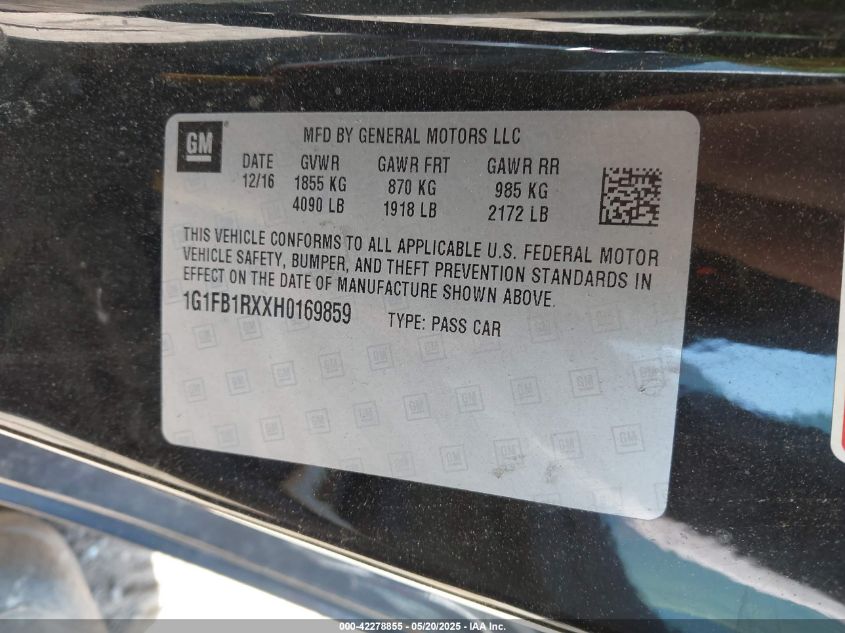 GM
MFD BY GENERAL MOTORS LLC
DATE GVWR GAWR FRT GAWR RR
12/16 1855 KG 870 KG 985 KG
4090 LB 1918 LB 2172 LB
THIS VEHICLE CONFORMS TO ALL APPLICABLE U.S. FEDERAL MOTOR
VEHICLE SAFETY, BUMPER, AND THEFT PREVENTION STANDARDS IN
EFFECT ON THE DATE OF MANUFACTURE SHOWN ABOVE.
1G1FB1RXXH0169859 TYPE: PASS CAR
000-42278855 — 05/20/2025 — IAA, Inc.